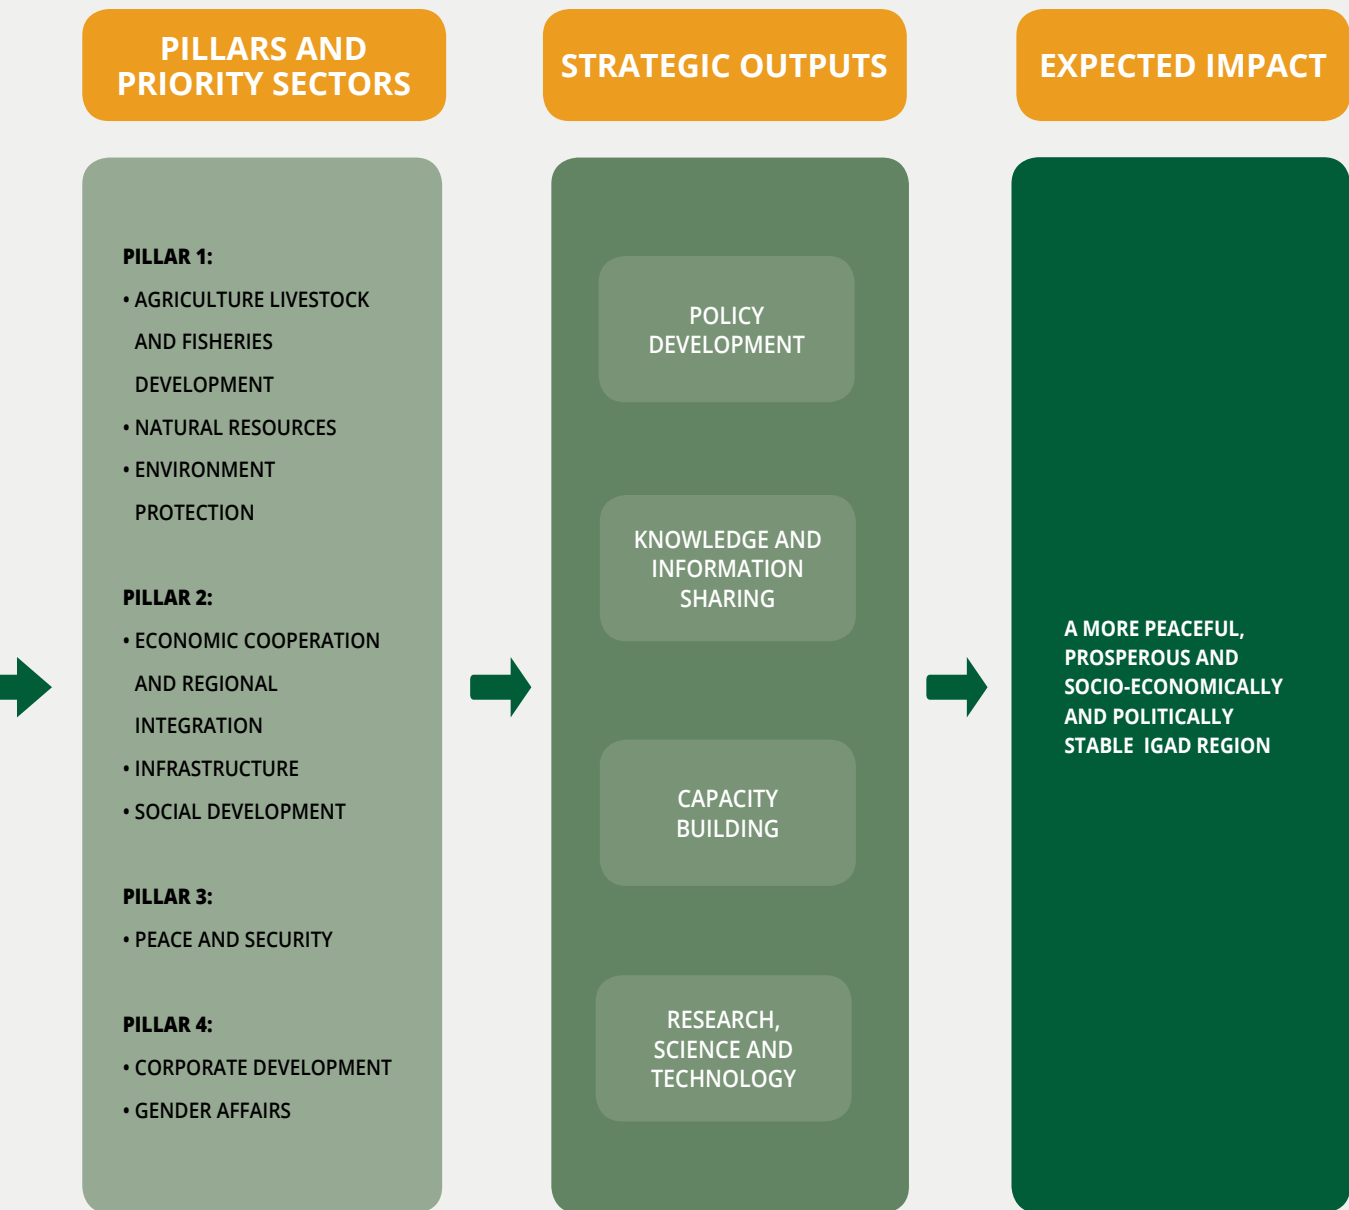 PILLARS AND
PRIORITY SECTORS
PILLAR 1:
• AGRICULTURE LIVESTOCK
AND FISHERIES
DEVELOPMENT
• NATURAL RESOURCES
• ENVIRONMENT
PROTECTION
PILLAR 2:
• ECONOMIC COOPERATION
AND REGIONAL
INTEGRATION
• INFRASTRUCTURE
• SOCIAL DEVELOPMENT
PILLAR 3:
• PEACE AND SECURITY
PILLAR 4:
• CORPORATE DEVELOPMENT
• GENDER AFFAIRS
STRATEGIC OUTPUTS
POLICY
DEVELOPMENT
KNOWLEDGE AND
INFORMATION
SHARING
CAPACITY
BUILDING
RESEARCH,
SCIENCE AND
TECHNOLOGY
EXPECTED IMPACT
A MORE PEACEFUL,
PROSPEROUS AND
SOCIO-ECONOMICALLY
AND POLITICALLY
STABLE  IGAD REGION